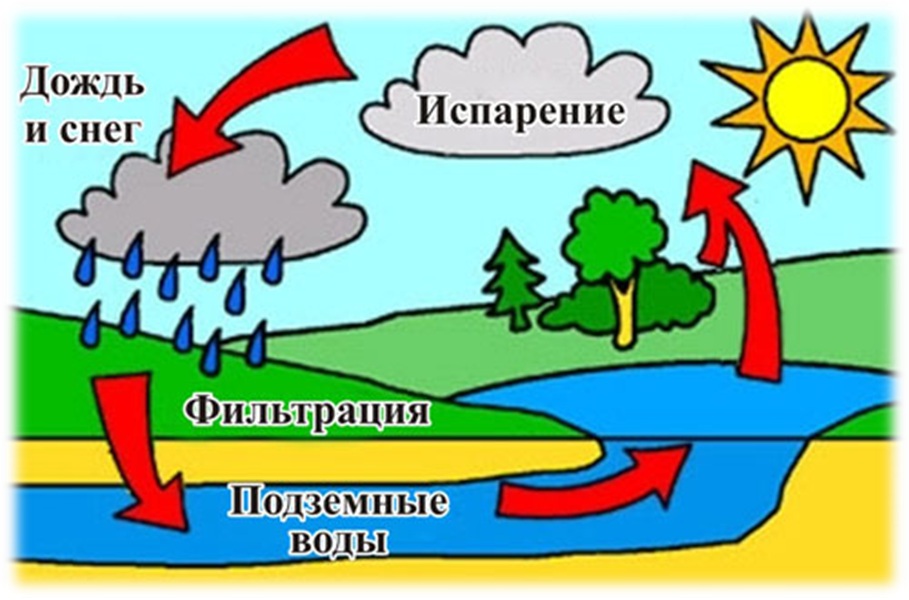 Дождь
и снег
Испарение
Фильтрация
Подземные
воды